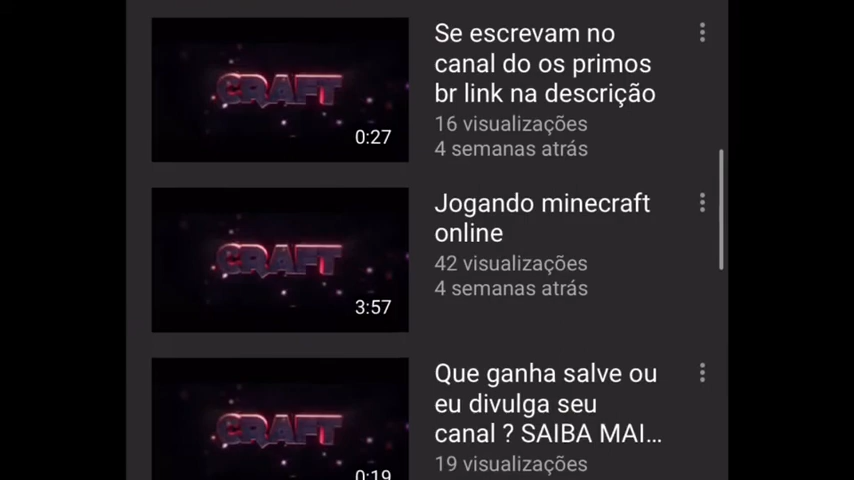 CRAFT
0:27
Se escrevam no
canal do os primos
br link na descrição
16 visualizações
4 semanas atrás
CRAFT
3:57
Jogando minecraft
online
42 visualizações
4 semanas atrás
CRAFT
0:19
Que ganha salve ou
eu divulga seu
canal ? SAIBA MAI...
19 visualizações